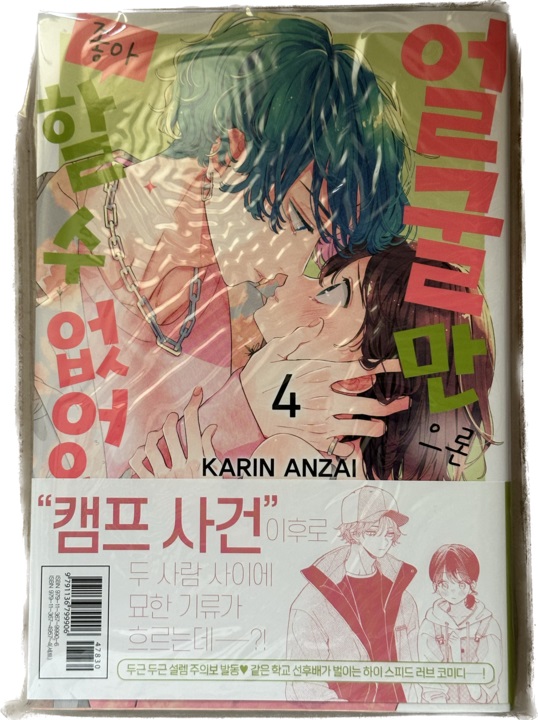 얼굴만
으론
좋아
할 수
없어
4
KARIN ANZAI
“캠프 사건”이후로
두 사람 사이에
묘한 기류가
흐르는데―?!
두근 두근 설렘 주의보 발동♥ 같은 학교 선후배가 벌이는 하이 스피드 러브 코미디――!
9791136799906
47830